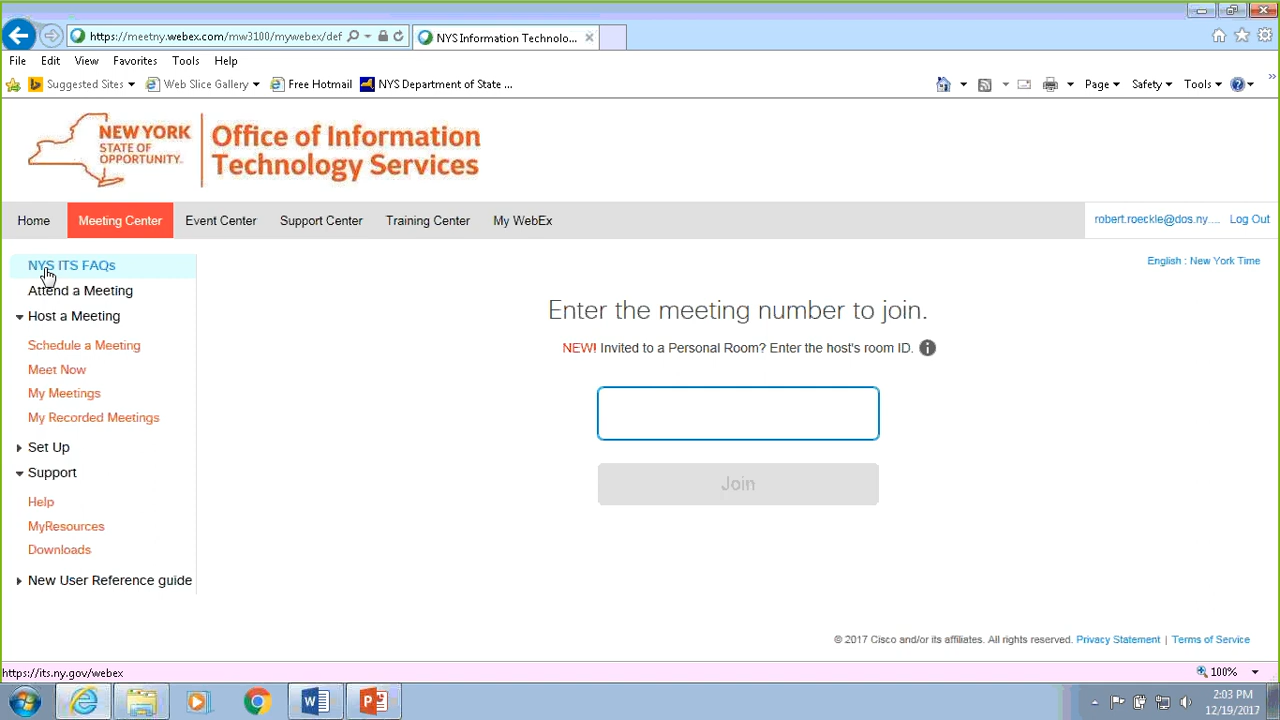 https://meetny.webex.com/mw3100/mywebex/def
NYS Information Technolo...
File Edit View Favorites Tools Help
Suggested Sites Web Slice Gallery Free Hotmail NYS Department of State ...
Page Safety Tools
NEW YORK
STATE OF
OPPORTUNITY.
Office of Information
Technology Services
Home Meeting Center Event Center Support Center Training Center My WebEx
robert.roeckle@dos.ny.... Log Out
NYS ITS FAQs
English : New York Time
Attend a Meeting
Host a Meeting
Schedule a Meeting
Meet Now
My Meetings
My Recorded Meetings
Set Up
Support
Help
MyResources
Downloads
New User Reference guide
Enter the meeting number to join.
NEW! Invited to a Personal Room? Enter the host's room ID.
Join
© 2017 Cisco and/or its affiliates. All rights reserved. Privacy Statement | Terms of Service
https://its.ny.gov/webex
100%
2:03 PM
12/19/2017